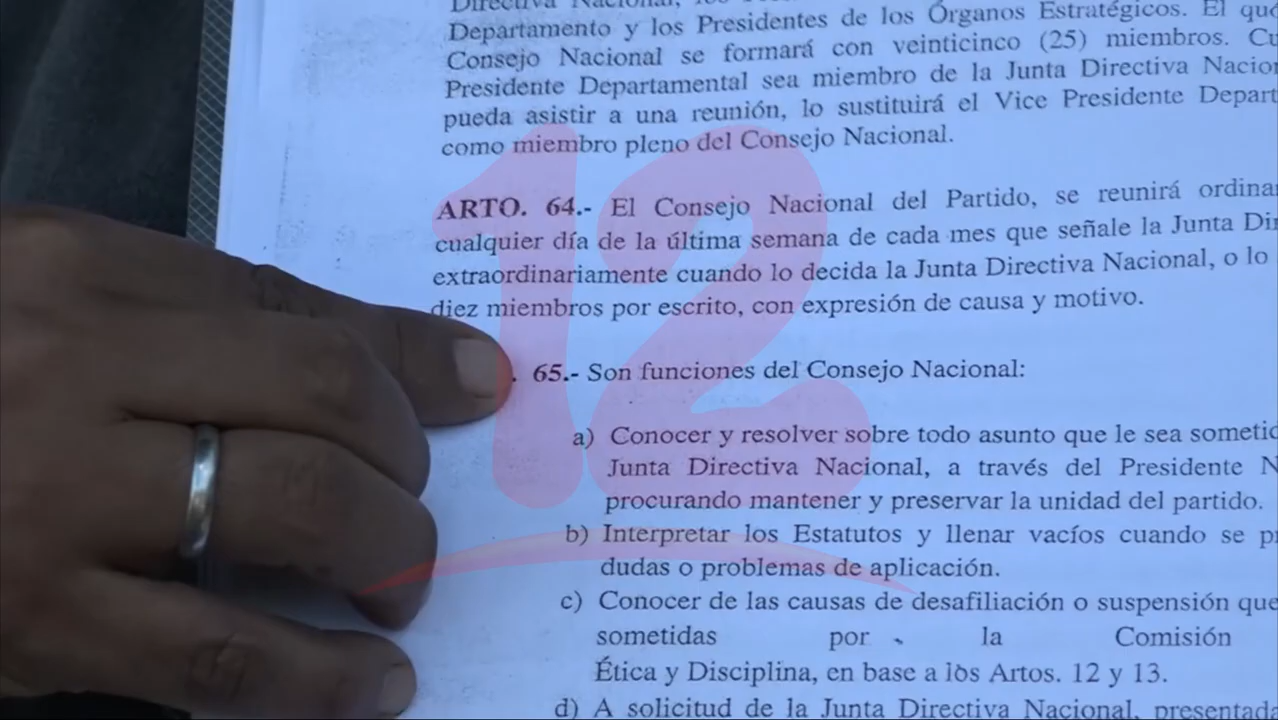 Directiva Nacional,
Departamento y los Presidentes de los Órganos Estratégicos. El
Consejo Nacional se formará con veinticinco (25) miembros.
Presidente Departamental sea miembro de la Junta Directiva
pueda asistir a una reunión, lo sustituirá el Vice Presidente
como miembro pleno del Consejo Nacional.
ARTO. 64.- El Consejo Nacional del Partido, se reunirá
cualquier día de la última semana de cada mes que señale la Junta
extraordinariamente cuando lo decida la Junta Directiva Nacional, o lo
diez miembros por escrito, con expresión de causa y motivo.
. 65.- Son funciones del Consejo Nacional:
a) Conocer y resolver sobre todo asunto que le sea
Junta Directiva Nacional, a través del Presidente
procurando mantener y preservar la unidad del partido.
b) Interpretar los Estatutos y llenar vacíos cuando se
dudas o problemas de aplicación.
c) Conocer de las causas de desafiliación o suspensión que
sometidas por la Comisión
Ética y Disciplina, en base a los Artos. 12 y 13.
d) A solicitud de la Junta Directiva Nacional, presentada
12